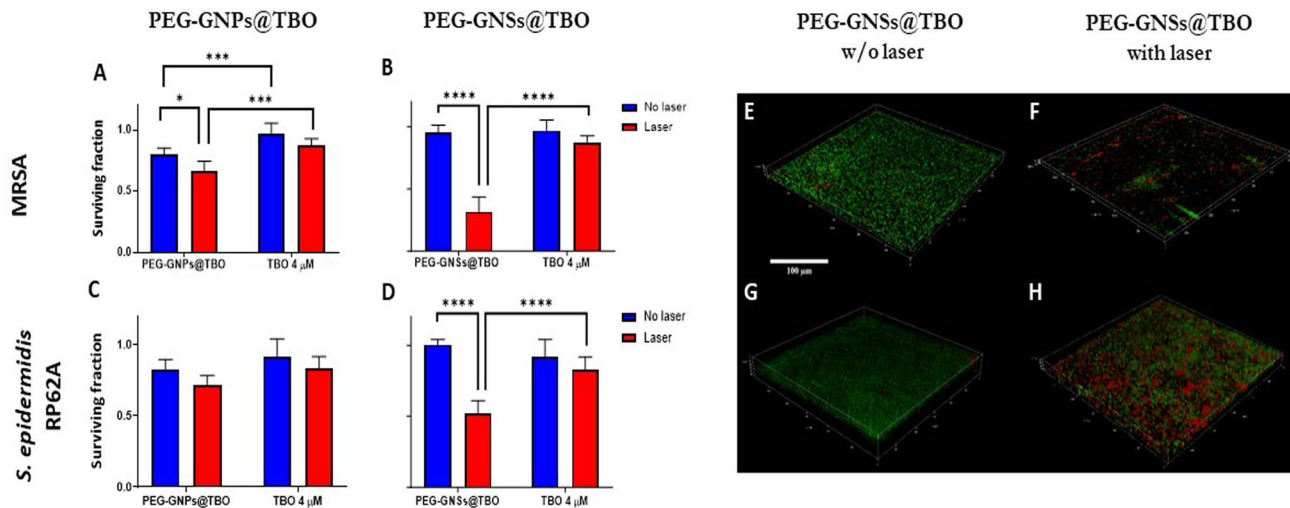 PEG-GNPs@TBO
PEG-GNSs@TBO
PEG-GNSs@TBO
w/o laser
PEG-GNSs@TBO
with laser
MRSA
S. epidermidis
RP62A
A
***
*
***
Surviving fraction
1.0
0.5
0.0
PEG-GNPs@TBO
TBO 4 μM
B
****
****
No laser
Laser
PEG-GNSs@TBO
TBO 4 μM
C
Surviving fraction
1.0
0.5
0.0
PEG-GNPs@TBO
TBO 4 μM
D
****
****
No laser
Laser
PEG-GNSs@TBO
TBO 4 μM
E
100 μm
F
G
H